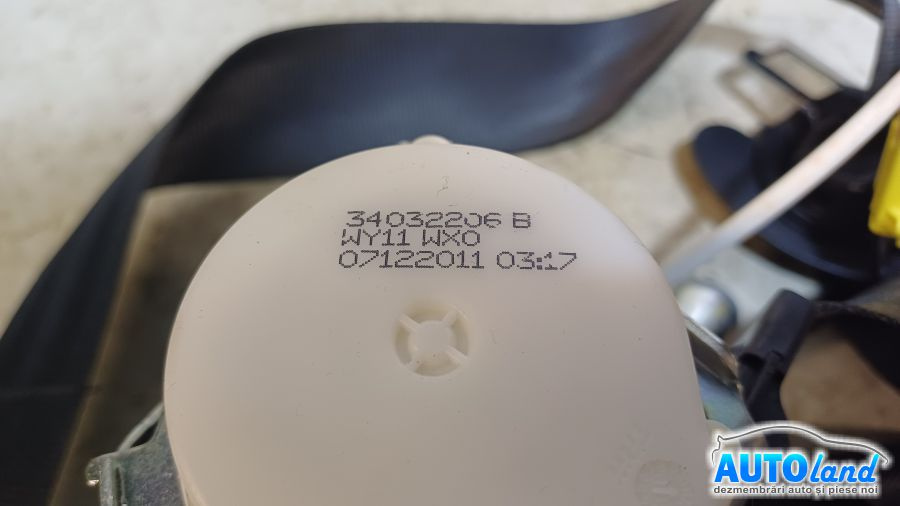 34032206 B
WY11 WX0
07122011 03:17
AUTOland
dezmembrări auto și piese noi